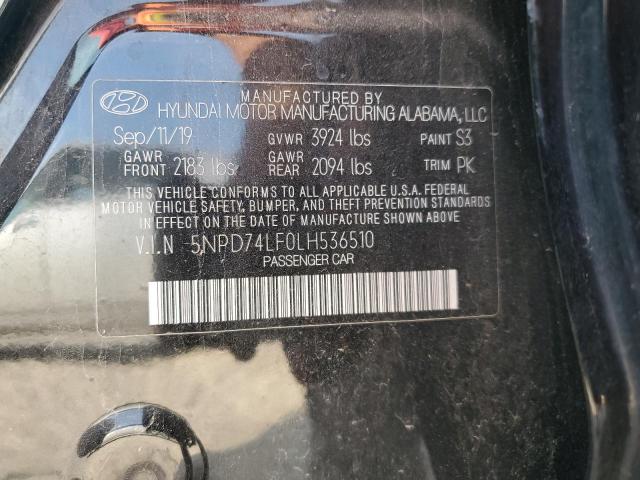 MANUFACTURED BY
HYUNDAI MOTOR MANUFACTURING ALABAMA, LLC
Sep/11/19 GVWR 3924 lbs PAINT S3
GAWR FRONT 2183 lbs GAWR REAR 2094 lbs TRIM PK
THIS VEHICLE CONFORMS TO ALL APPLICABLE U.S.A. FEDERAL
MOTOR VEHICLE SAFETY, BUMPER, AND THEFT PREVENTION STANDARDS
IN EFFECT ON THE DATE OF MANUFACTURE SHOWN ABOVE.
V.I.N 5NPD74LF0LH536510
PASSENGER CAR